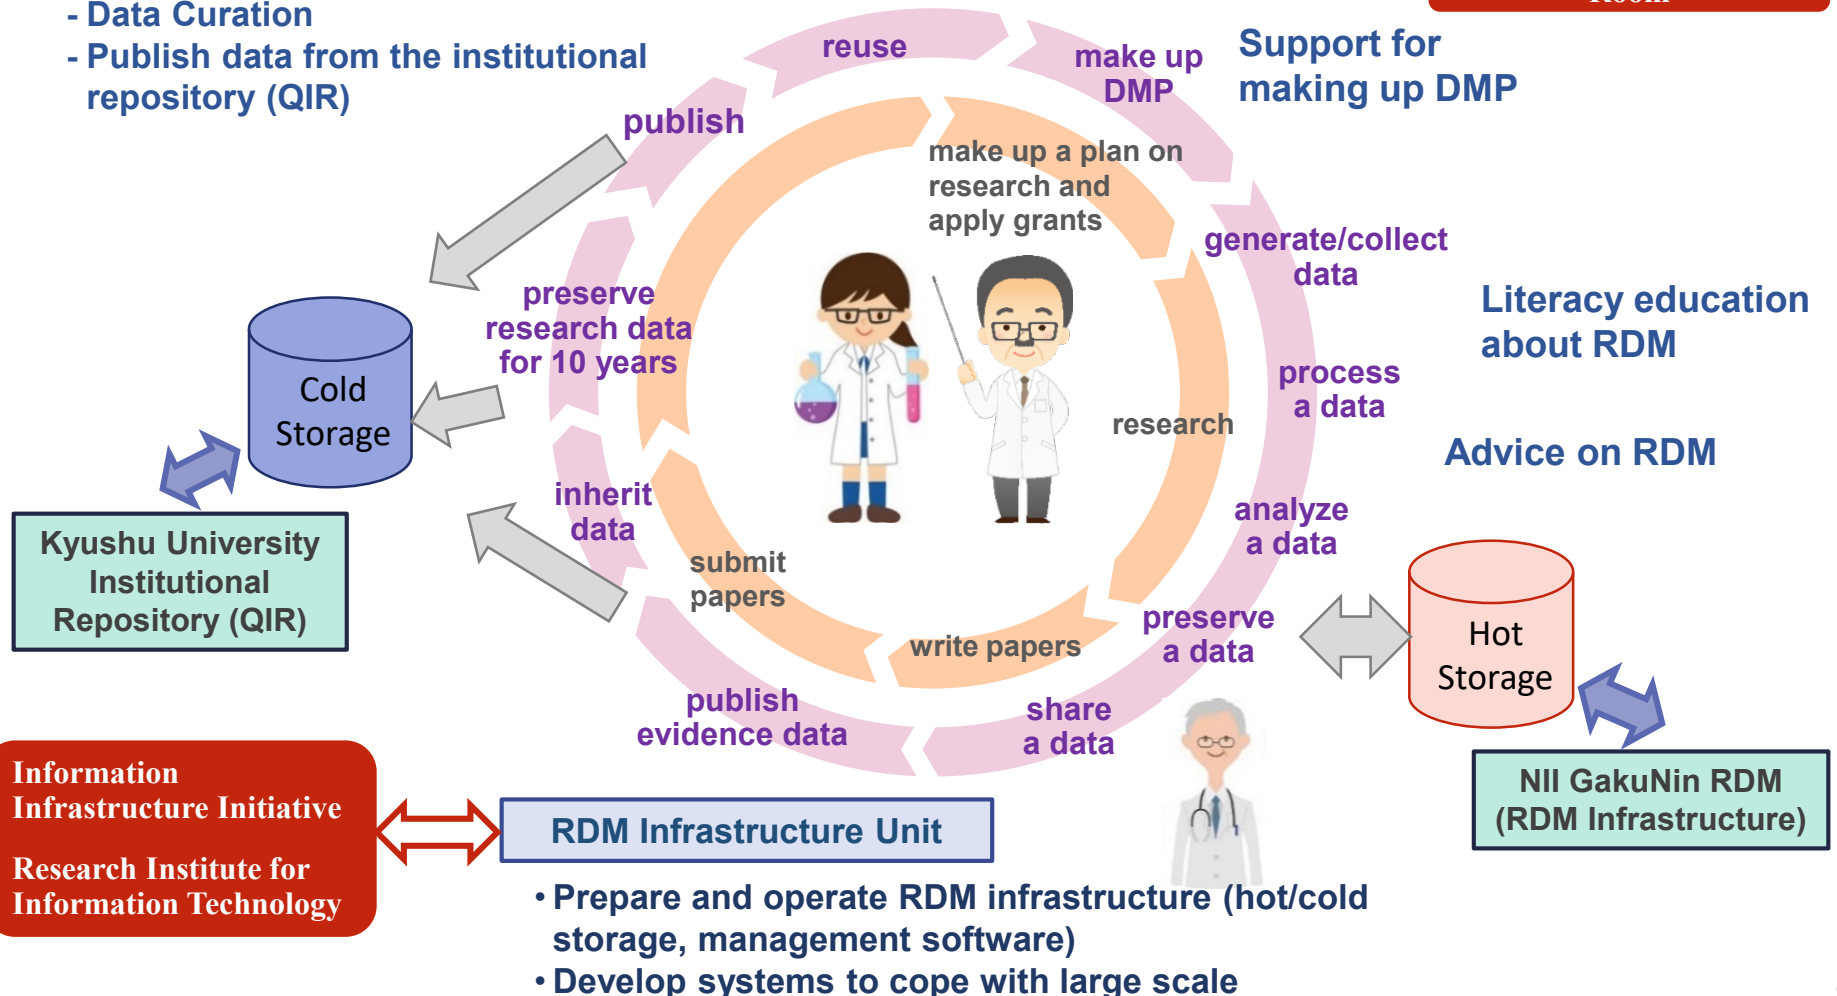 - Data Curation
- Publish data from the institutional
repository (QIR)
Room
Support for
making up DMP
reuse
make up
DMP
publish
make up a plan on
research and
apply grants
generate/collect
data
preserve
research data
for 10 years
Literacy education
about RDM
Cold
Storage
process
a data
research
Advice on RDM
inherit
data
analyze
a data
Kyushu University
Institutional
Repository (QIR)
submit
papers
preserve
a data
Hot
Storage
write papers
publish
evidence data
share
a data
Information
Infrastructure Initiative
Research Institute for
Information Technology
RDM Infrastructure Unit
NII GakuNin RDM
(RDM Infrastructure)
• Prepare and operate RDM infrastructure (hot/cold
storage, management software)
• Develop systems to cope with large scale